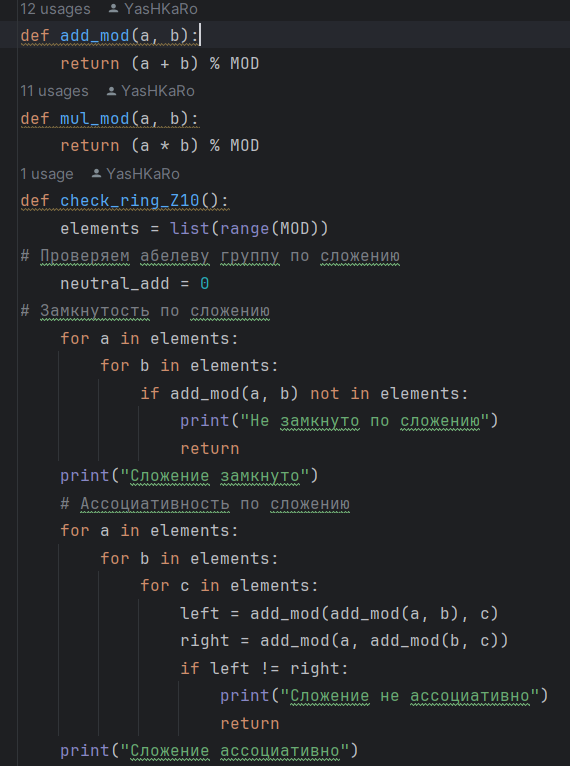 12 usages YasHKaRo
def add_mod(a, b):
    return (a + b) % MOD
11 usages YasHKaRo
def mul_mod(a, b):
    return (a * b) % MOD
1 usage YasHKaRo
def check_ring_Z10():
    elements = list(range(MOD))
# Проверяем абелеву группу по сложению
    neutral_add = 0
# Замкнутость по сложению
    for a in elements:
        for b in elements:
            if add_mod(a, b) not in elements:
                print("Не замкнуто по сложению")
                return
    print("Сложение замкнуто")
    # Ассоциативность по сложению
    for a in elements:
        for b in elements:
            for c in elements:
                left = add_mod(add_mod(a, b), c)
                right = add_mod(a, add_mod(b, c))
                if left != right:
                    print("Сложение не ассоциативно")
                    return
    print("Сложение ассоциативно")